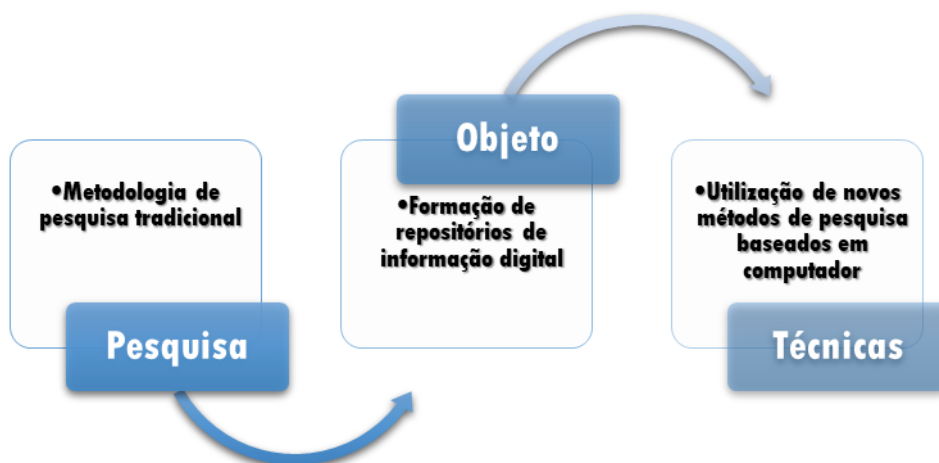 •Metodologia de
pesquisa tradicional
Pesquisa
Objeto
•Formação de
repositórios de
informação digital
•Utilização de novos
métodos de pesquisa
baseados em
computador
Técnicas